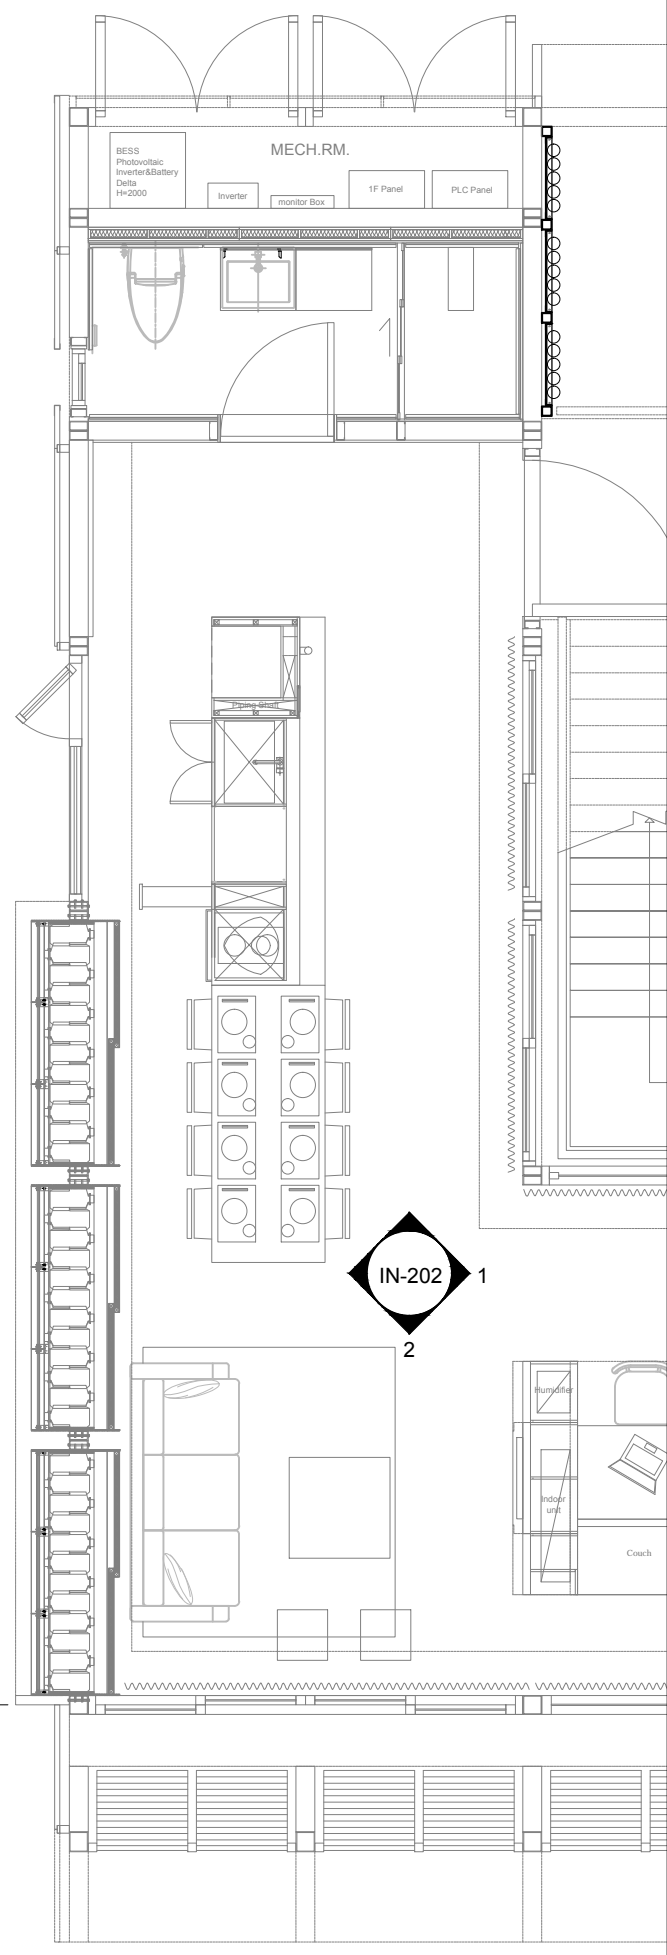 MECH.RM.
BESS
Photovoltaic
Inverter&Battery
Delta
H=2000
Inverter
monitor Box
1F Panel
PLC Panel
Piping Shaft
IN-202
1
2
Humidifier
Indoor
unit
Couch